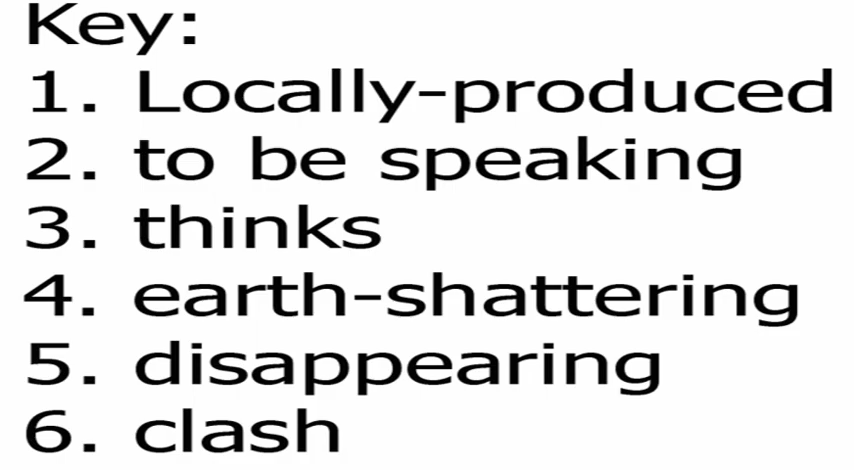 Key:
1. Locally-produced
2. to be speaking
3. thinks
4. earth-shattering
5. disappearing
6. clash